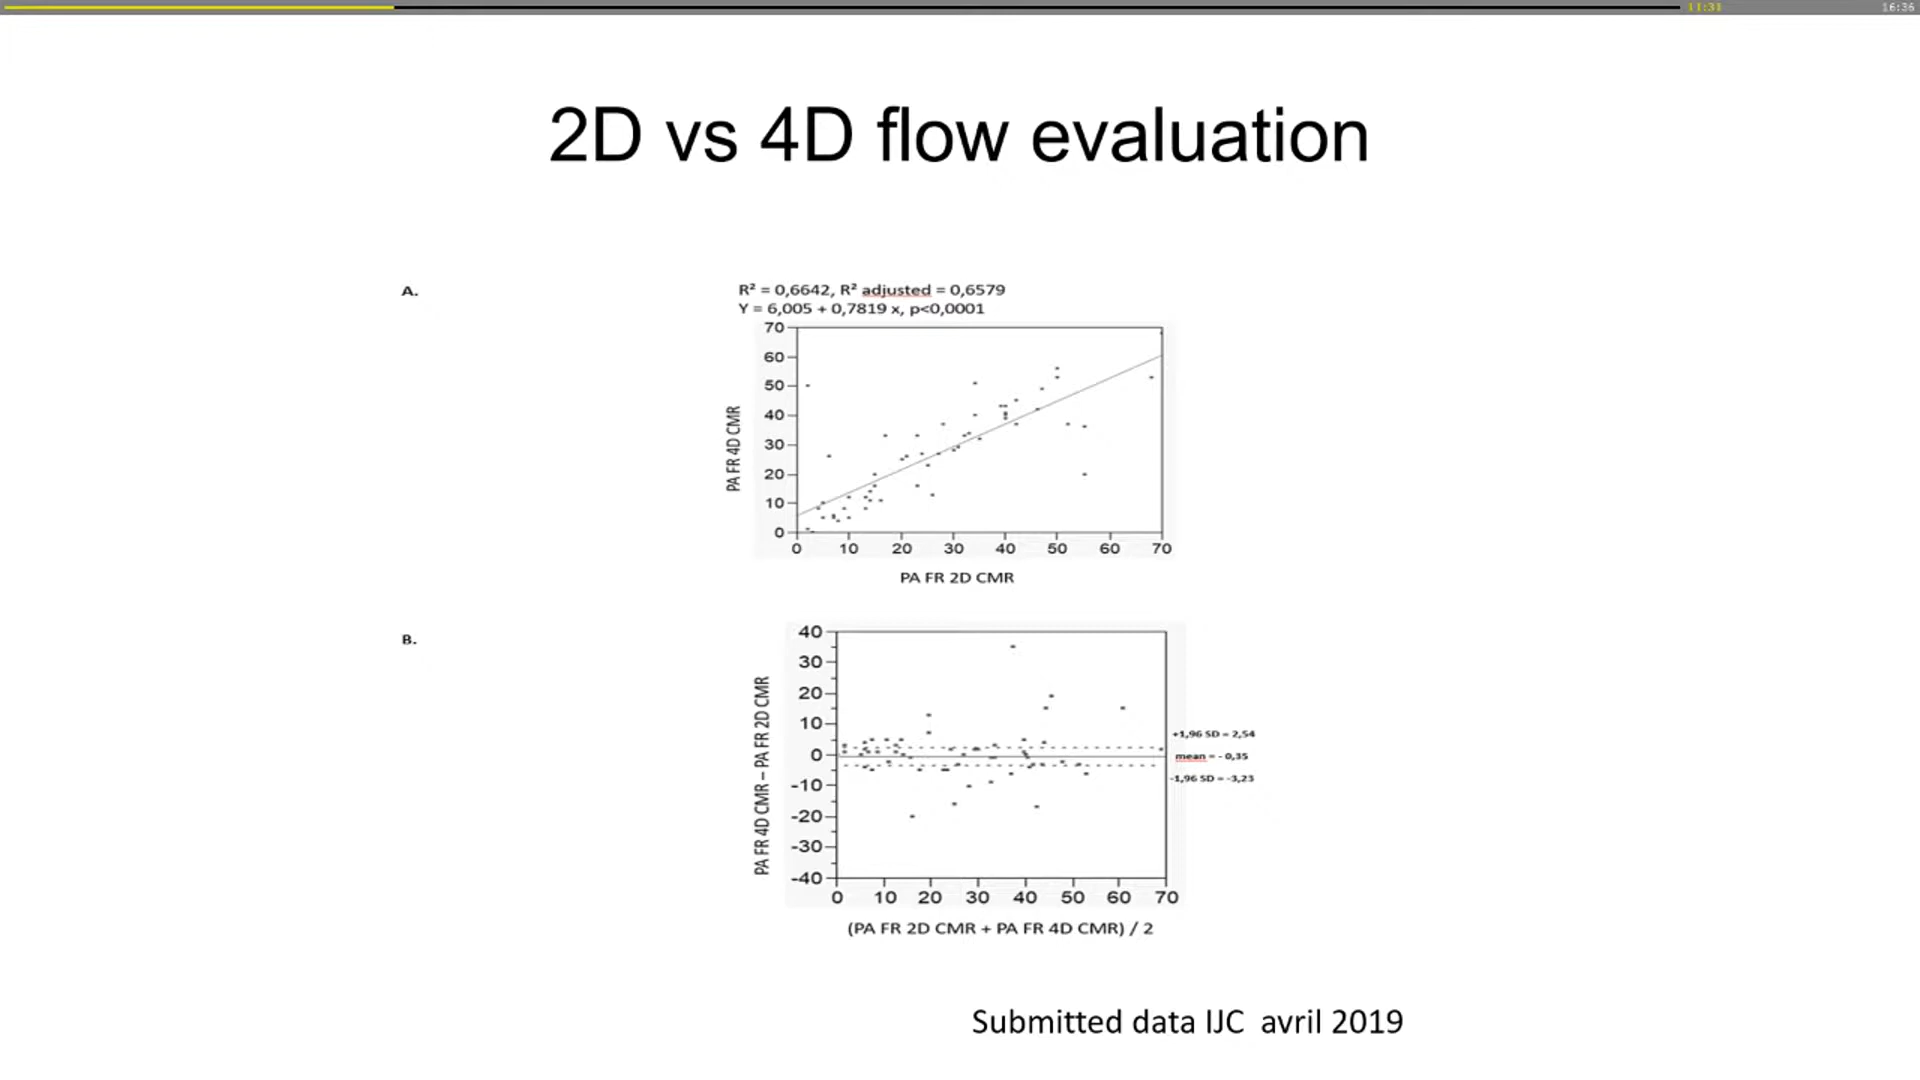 11:31
16:36
2D vs 4D flow evaluation
A.
R² = 0,6642, R² adjusted = 0,6579
Y = 6,005 + 0,7819 x, p<0,0001
70
60
50
40
30
20
10
0
PA FR 4D CMR
0 10 20 30 40 50 60 70
PA FR 2D CMR
B.
40
30
20
10
0
-10
-20
-30
-40
PA FR 4D CMR – PA FR 2D CMR
+1,96 SD = 2,54
mean = - 0,35
-1,96 SD = -3,23
0 10 20 30 40 50 60 70
(PA FR 2D CMR + PA FR 4D CMR) / 2
Submitted data IJC avril 2019